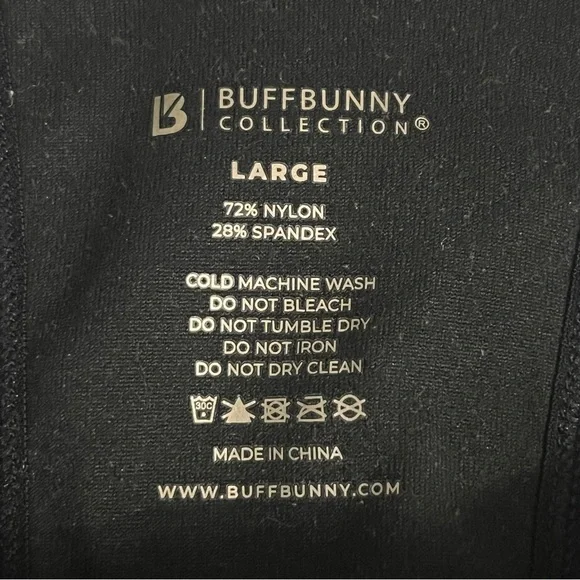 BUFFBUNNY
COLLECTION®
LARGE
72% NYLON
28% SPANDEX
COLD MACHINE WASH
DO NOT BLEACH
DO NOT TUMBLE DRY
DO NOT IRON
DO NOT DRY CLEAN
30C
MADE IN CHINA
WWW.BUFFBUNNY.COM